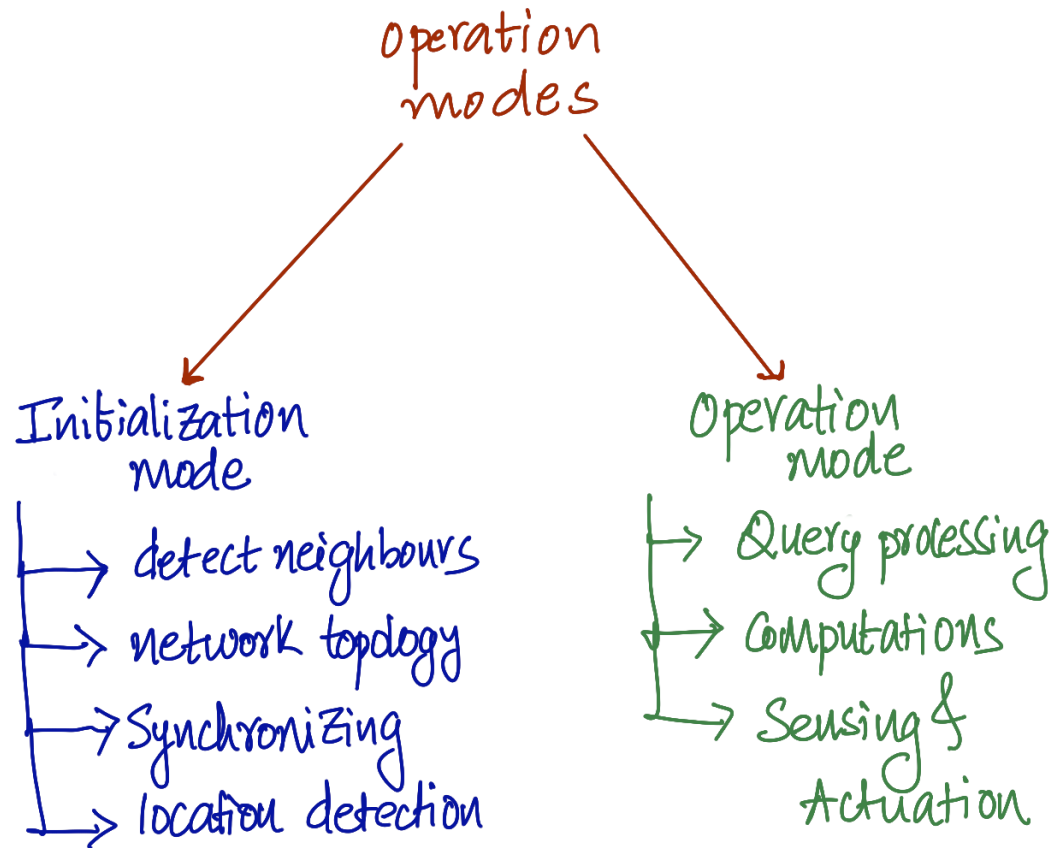 Operation
modes
Initialization
mode
detect neighbours
network topology
Synchronizing
location detection
Operation
mode
Query processing
Computations
Sensing &
Actuation